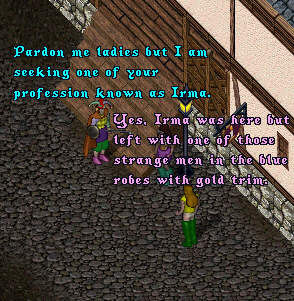 Pardon me ladies but I am
seeking one of your
profession known as Irma.
Yes, Irma was here but
left with one of those
strange men in the blue
robes with gold trim.